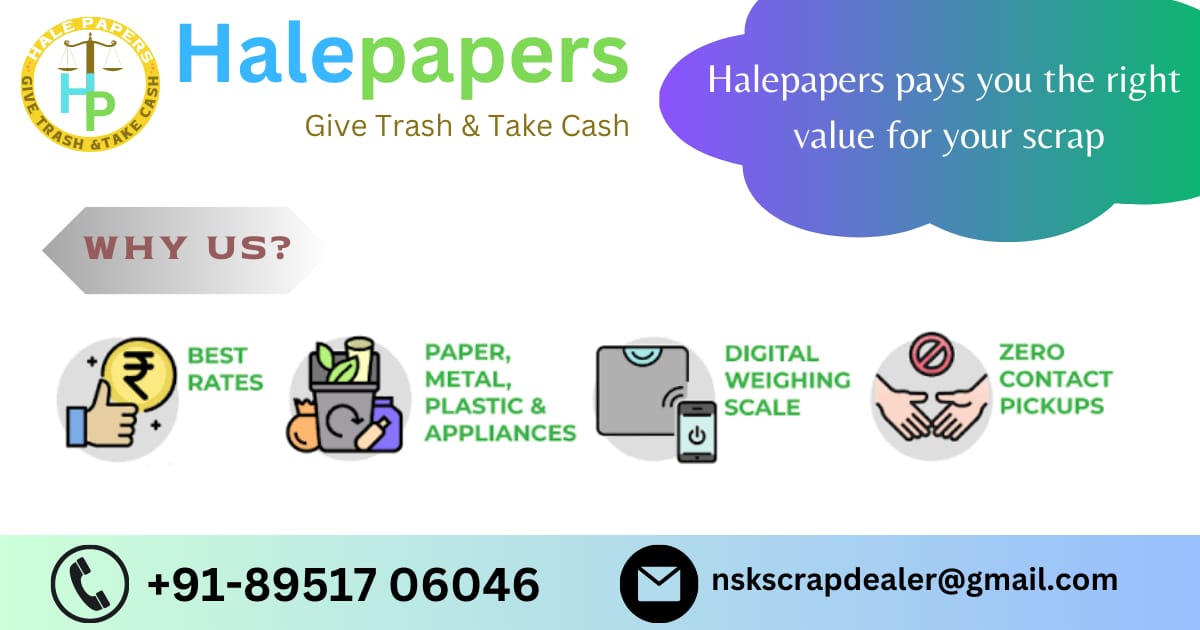 HALE PAPERS
GIVE TRASH & TAKE CASH
HP
Halepapers
Give Trash & Take Cash
Halepapers pays you the right
value for your scrap
WHY US?
₹
BEST
RATES
PAPER,
METAL,
PLASTIC &
APPLIANCES
DIGITAL
WEIGHING
SCALE
ZERO
CONTACT
PICKUPS
+91-89517 06046
nskscrapdealer@gmail.com